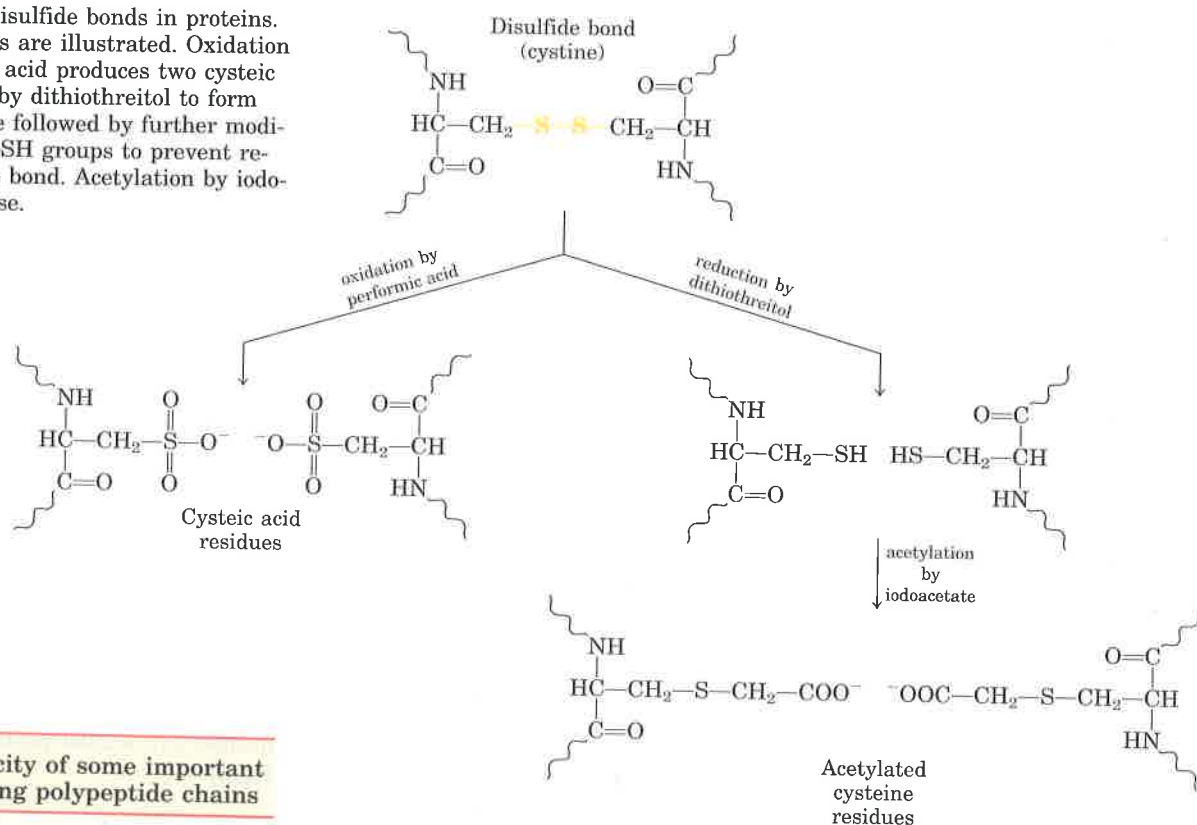 isulfide bonds in proteins.
s are illustrated. Oxidation
acid produces two cysteic
by dithiothreitol to form
e followed by further modi-
SH groups to prevent re-
bond. Acetylation by iodo-
se.
Disulfide bond
(cystine)
NH
O=C
HC—CH₂—S—S—CH₂—CH
C=O
HN
oxidation by
performic acid
reduction by
dithiothreitol
NH
O
O
O=C
HC—CH₂—S—O⁻
⁻O—S—CH₂—CH
C=O
O
O
HN
Cysteic acid
residues
NH
O=C
HC—CH₂—SH
HS—CH₂—CH
C=O
HN
acetylation
by
iodoacetate
NH
O=C
HC—CH₂—S—CH₂—COO⁻
⁻OOC—CH₂—S—CH₂—CH
C=O
HN
Acetylated
cysteine
residues
city of some important
ng polypeptide chains